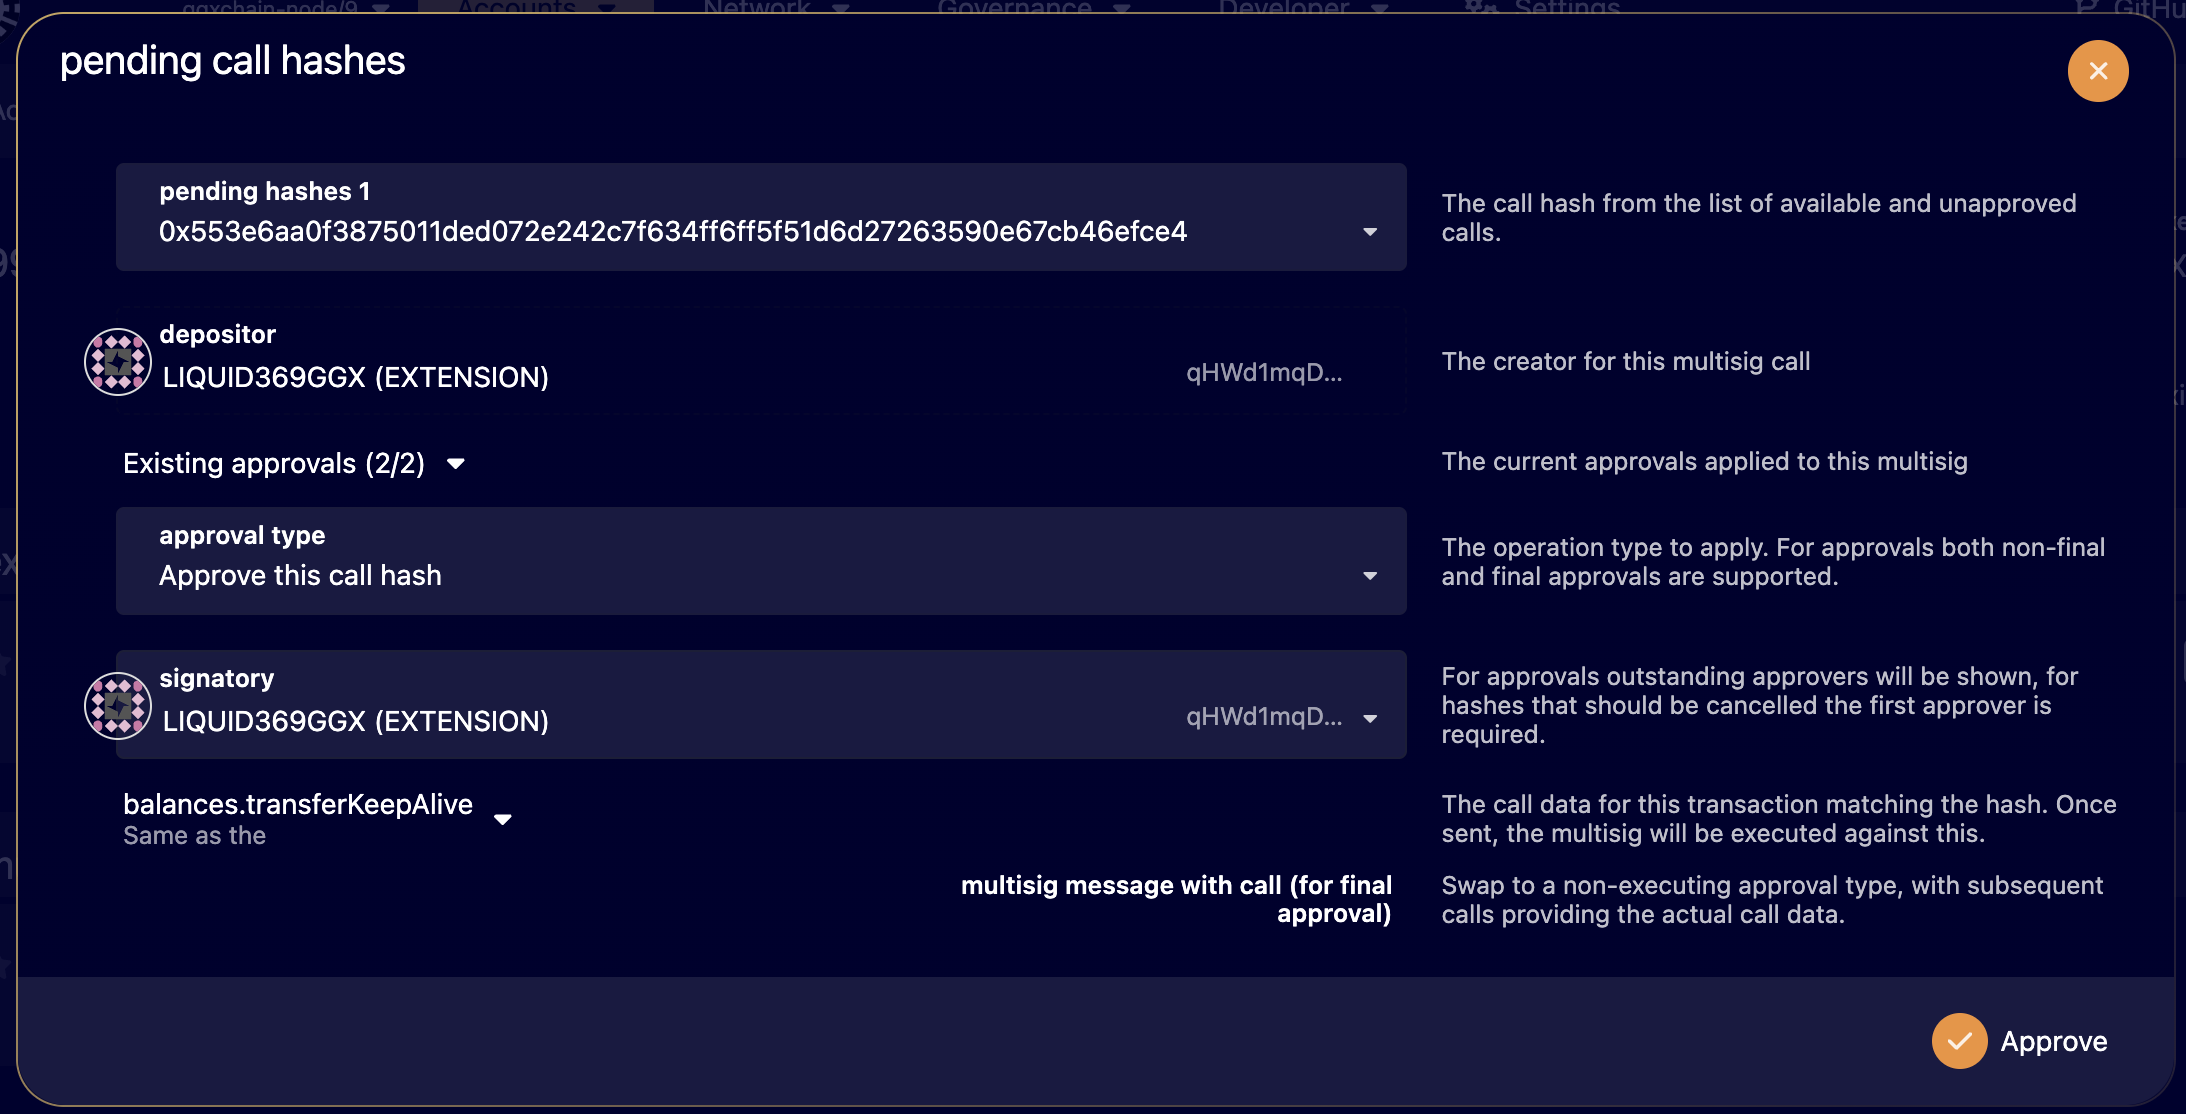 ggxchain-node/9
Accounts
Network
Governance
Developer
Settings
pending call hashes
pending hashes 1
0x553e6aa0f3875011ded072e242c7f634ff6ff5f51d6d27263590e67cb46efce4
The call hash from the list of available and unapproved
calls.
depositor
LIQUID369GGX (EXTENSION)
qHWd1mqD...
The creator for this multisig call
Existing approvals (2/2)
The current approvals applied to this multisig
approval type
Approve this call hash
The operation type to apply. For approvals both non-final
and final approvals are supported.
signatory
LIQUID369GGX (EXTENSION)
qHWd1mqD...
For approvals outstanding approvers will be shown, for
hashes that should be cancelled the first approver is
required.
balances.transferKeepAlive
Same as the
The call data for this transaction matching the hash. Once
sent, the multisig will be executed against this.
multisig message with call (for final
approval)
Swap to a non-executing approval type, with subsequent
calls providing the actual call data.
Approve